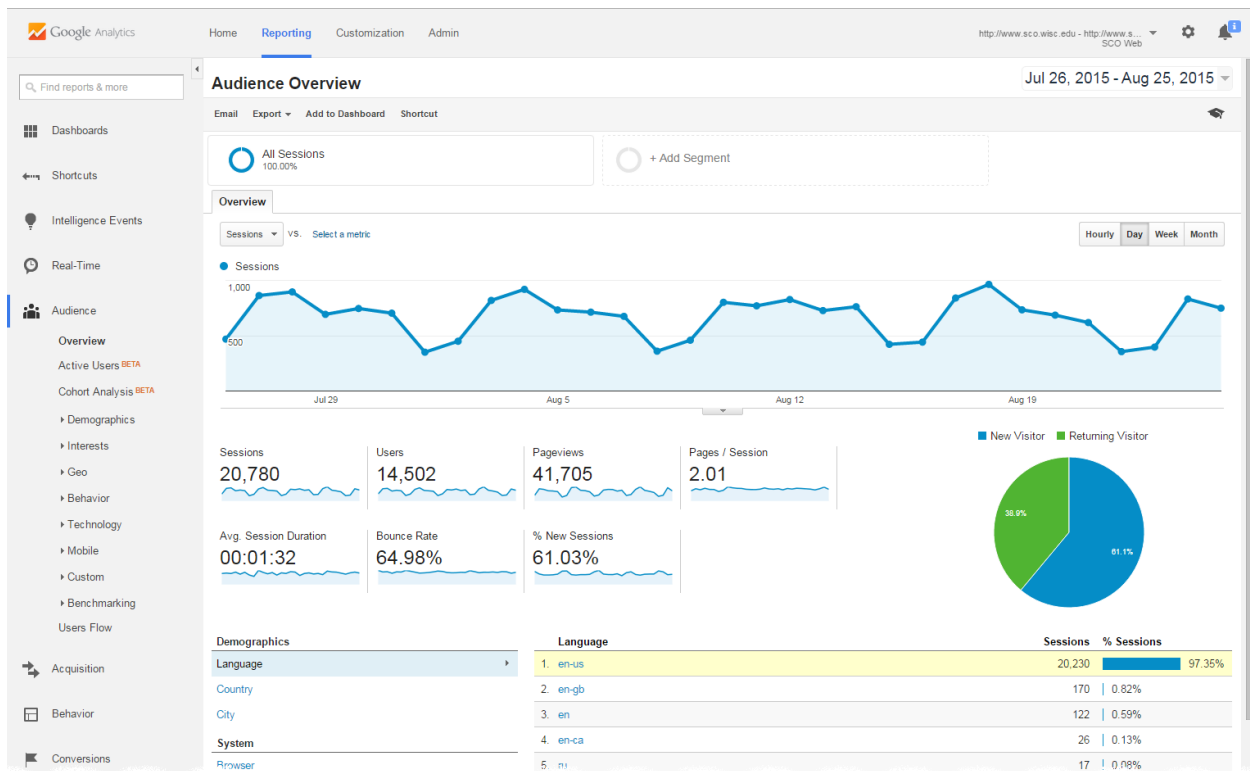 Google Analytics
Home Reporting Customization Admin
http://www.sco.wisc.edu - http://www.s...
SCO Web
i
Find reports & more
Dashboards
Shortcuts
Intelligence Events
Real-Time
Audience
Overview
Active Users BETA
Cohort Analysis BETA
Demographics
Interests
Geo
Behavior
Technology
Mobile
Custom
Benchmarking
Users Flow
Acquisition
Behavior
Conversions
Audience Overview
Jul 26, 2015 - Aug 25, 2015
Email Export Add to Dashboard Shortcut
All Sessions
100.00%
+ Add Segment
Overview
Sessions VS. Select a metric
Hourly Day Week Month
Sessions
1,000
500
Jul 29 Aug 5 Aug 12 Aug 19
New Visitor Returning Visitor
38.9%
61.1%
Sessions
20,780
Users
14,502
Pageviews
41,705
Pages / Session
2.01
Avg. Session Duration
00:01:32
Bounce Rate
64.98%
% New Sessions
61.03%
Demographics
Language
Country
City
System
Browser
Language Sessions % Sessions
1. en-us 20,230 97.35%
2. en-gb 170 0.82%
3. en 122 0.59%
4. en-ca 26 0.13%
5. ru 17 0.08%